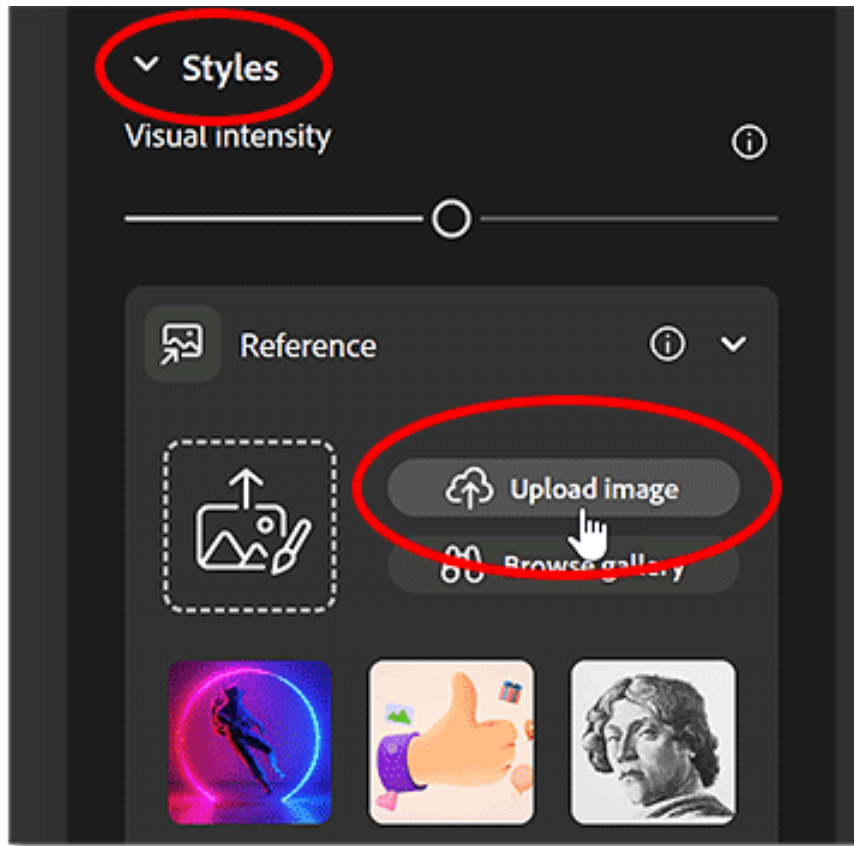 Styles
Visual intensity
Reference
Upload image
Browse gallery